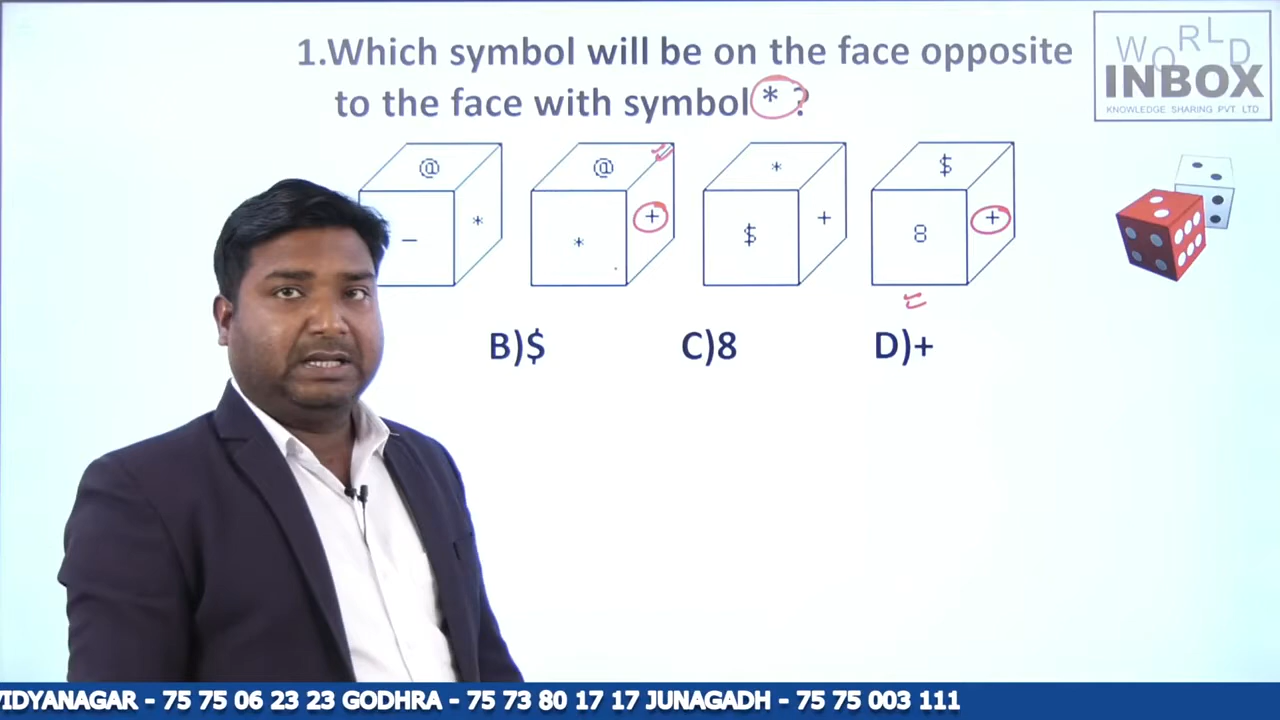 1.Which symbol will be on the face opposite
to the face with symbol * ?
WORLD
INBOX
KNOWLEDGE SHARING PVT. LTD
@ @ * $
– * * + $ + 8 +
B)$ C)8 D)+
VIDYANAGAR - 75 75 06 23 23 GODHRA - 75 73 80 17 17 JUNAGADH - 75 75 003 111